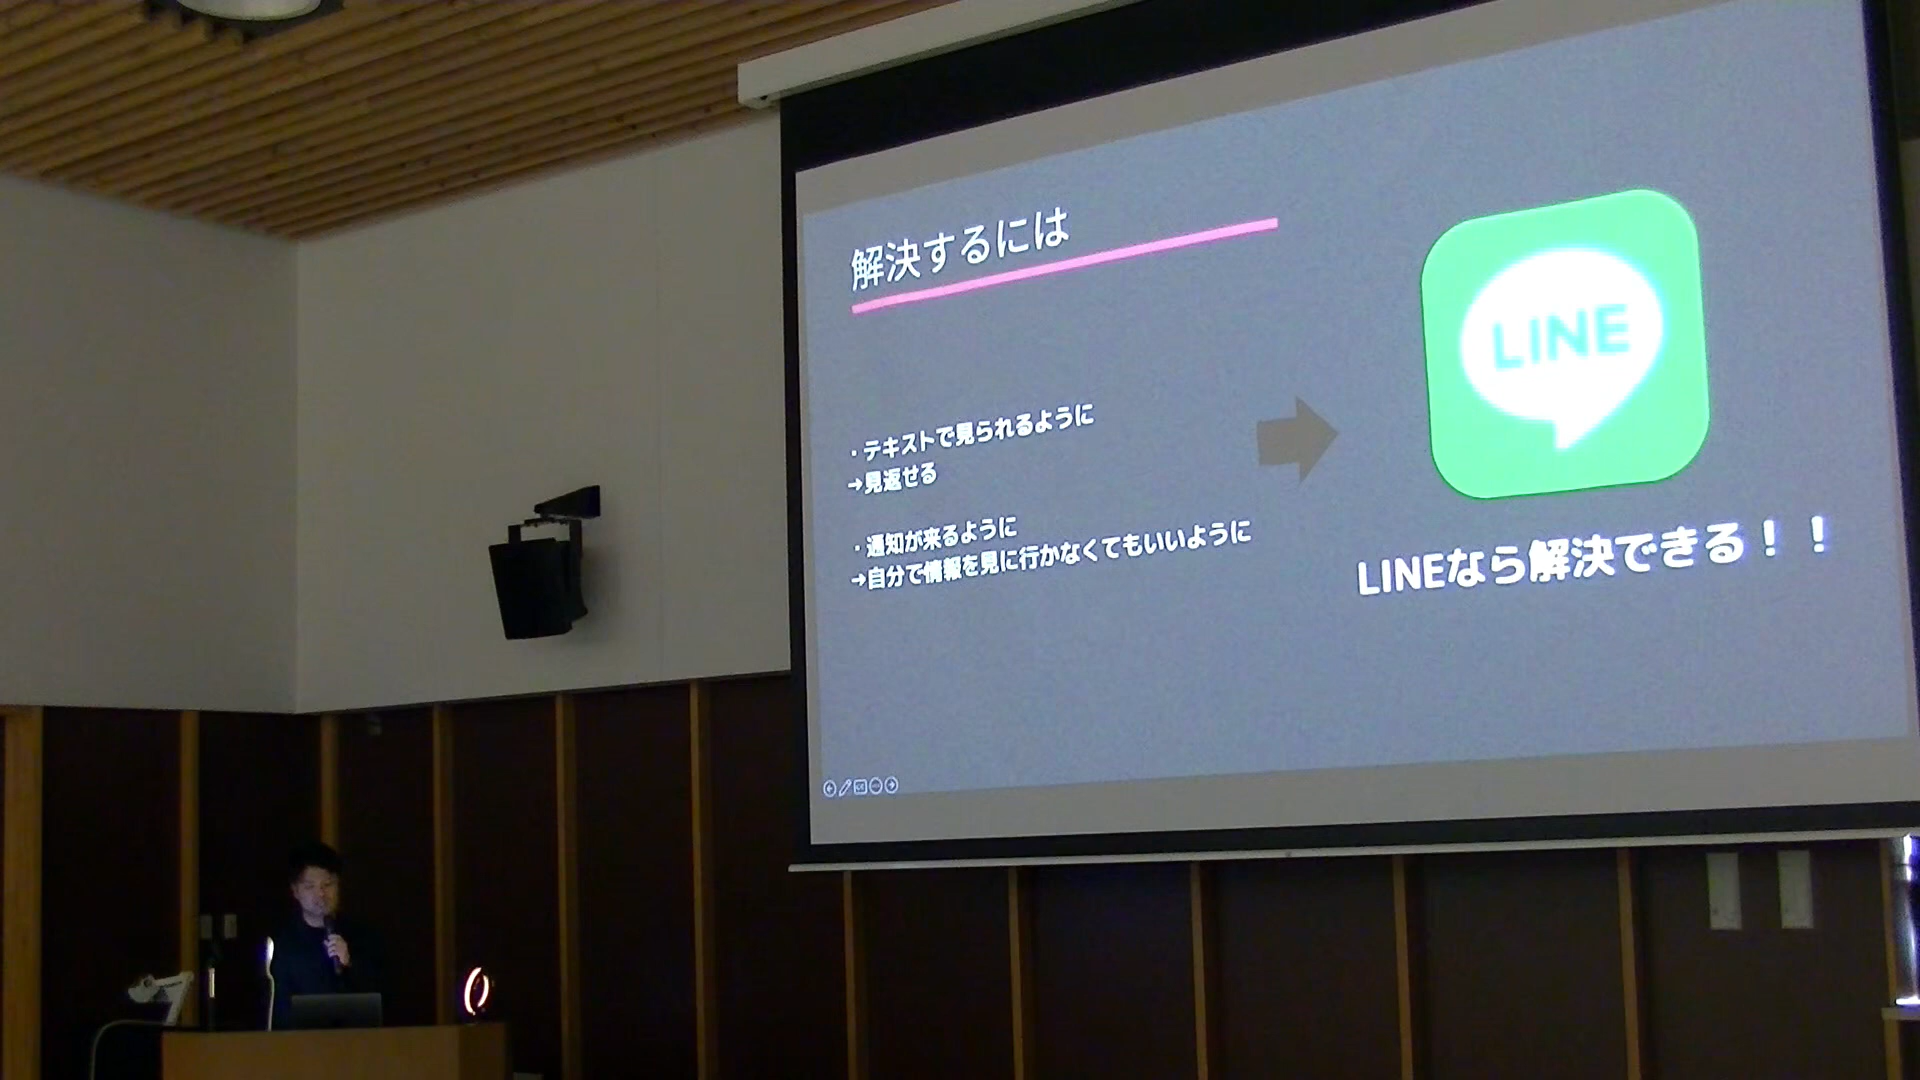 解決するには
・テキストで見られるように
→見返せる
・通知が来るように
→自分で情報を見に行かなくてもいいように
LINE
LINEなら解決できる！！